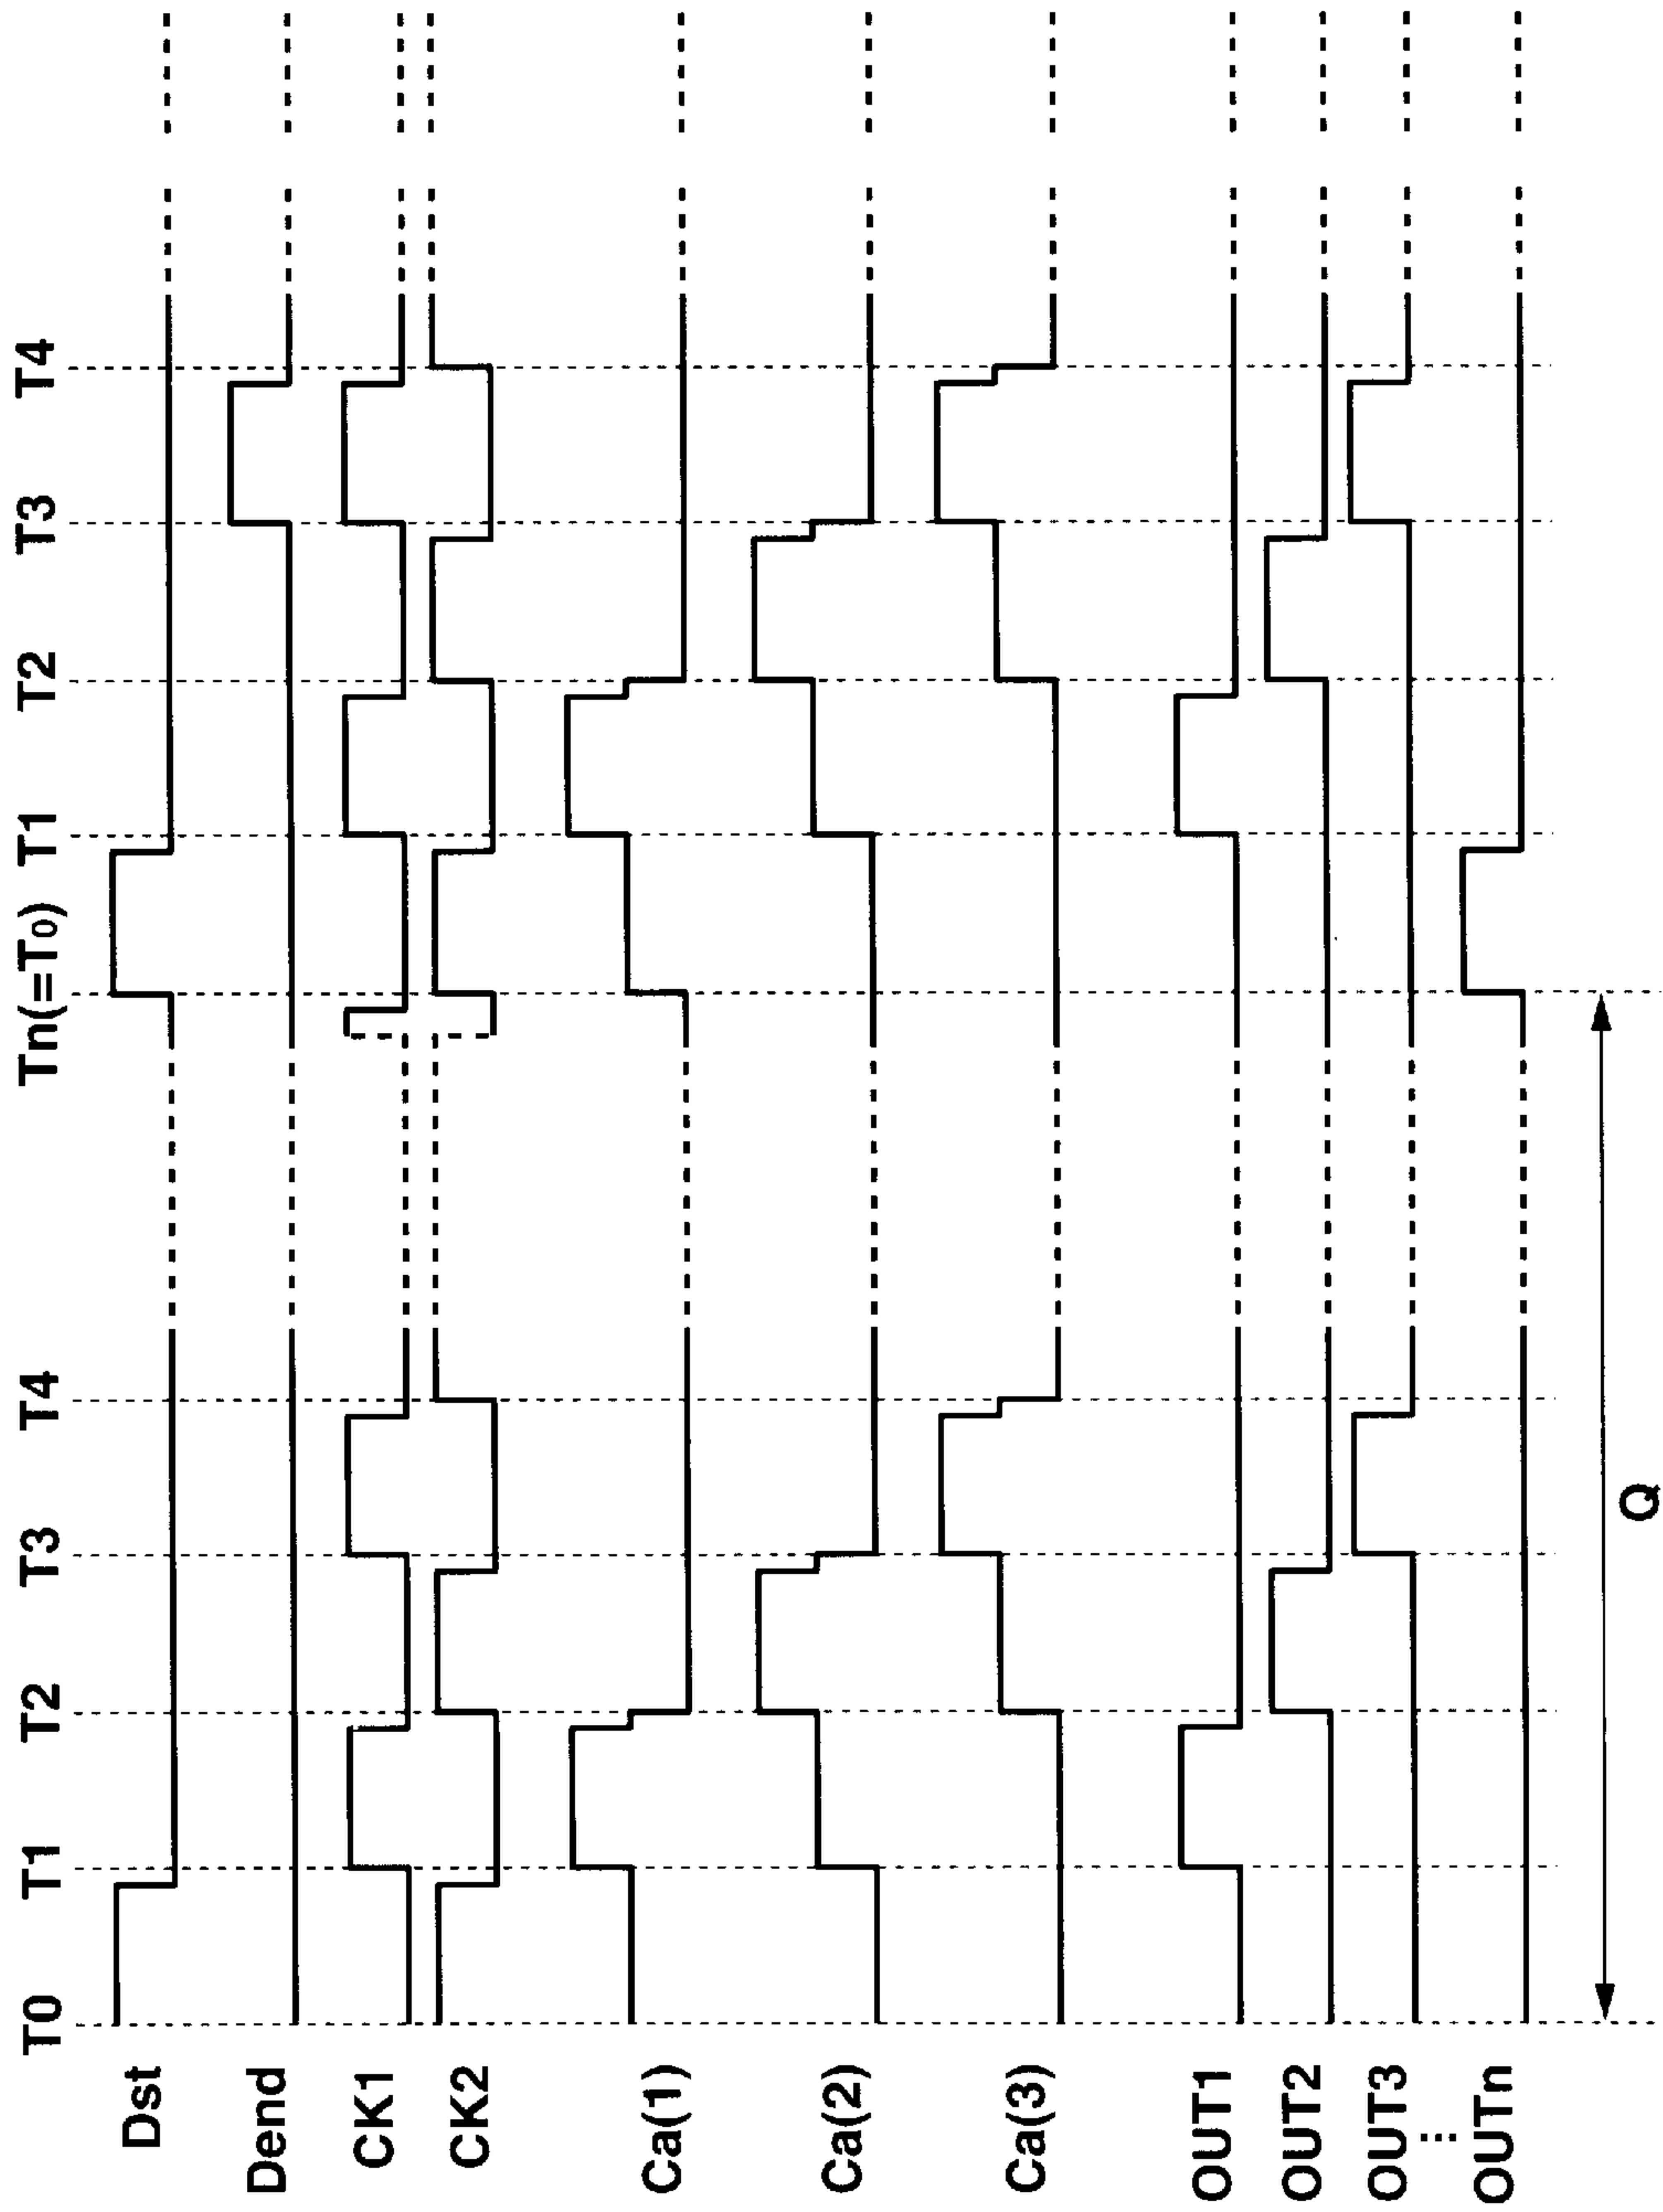 T0 T1 T2 T3 T4 Tn(=T0) T1 T2 T3 T4
Dst
Dend
CK1
CK2
Ca(1)
Ca(2)
Ca(3)
OUT1
OUT2
OUT3
⋮
OUTn
Q